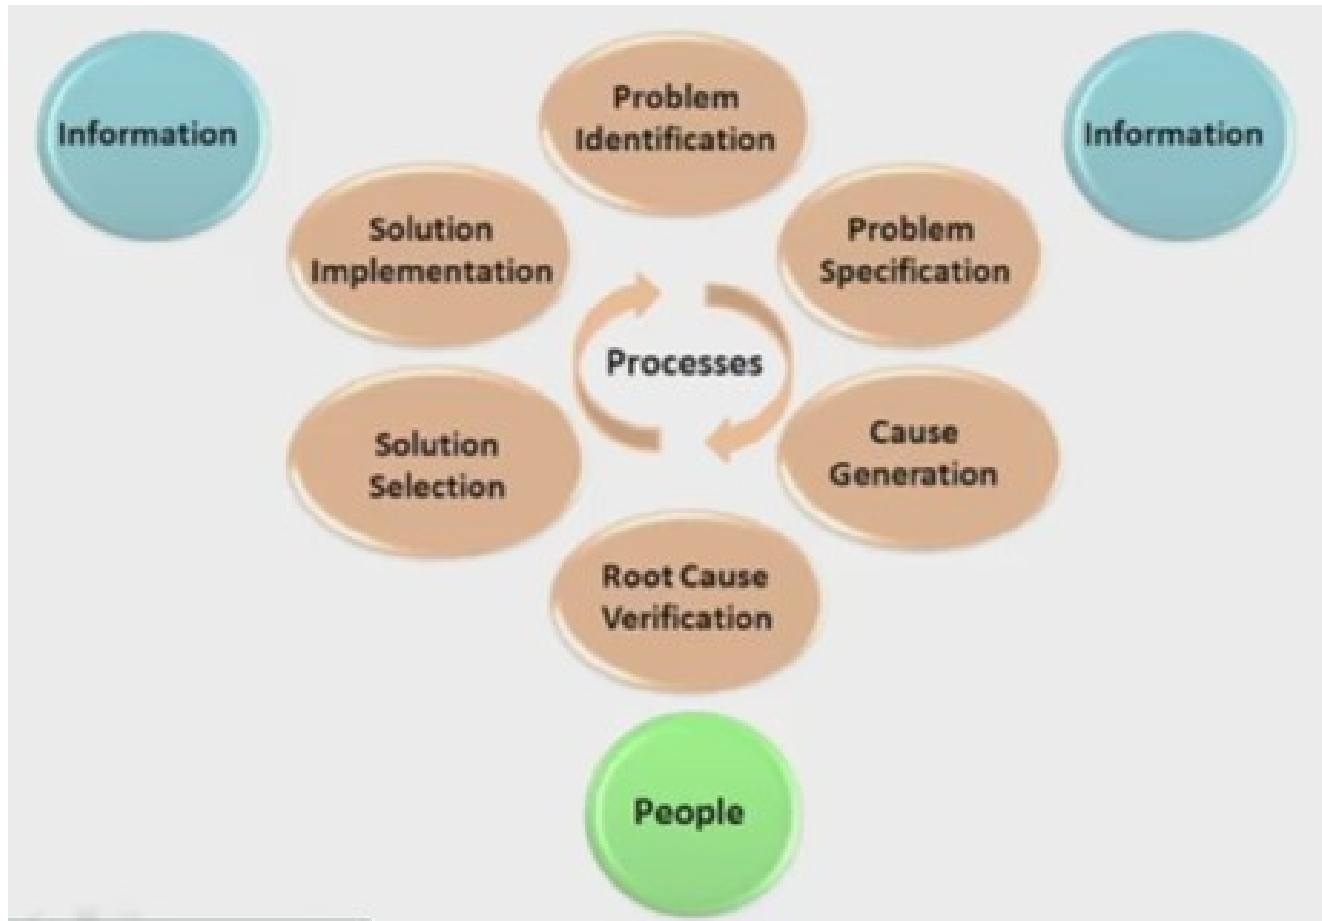 Information
Problem
Identification
Information
Solution
Implementation
Problem
Specification
Processes
Solution
Selection
Cause
Generation
Root Cause
Verification
People